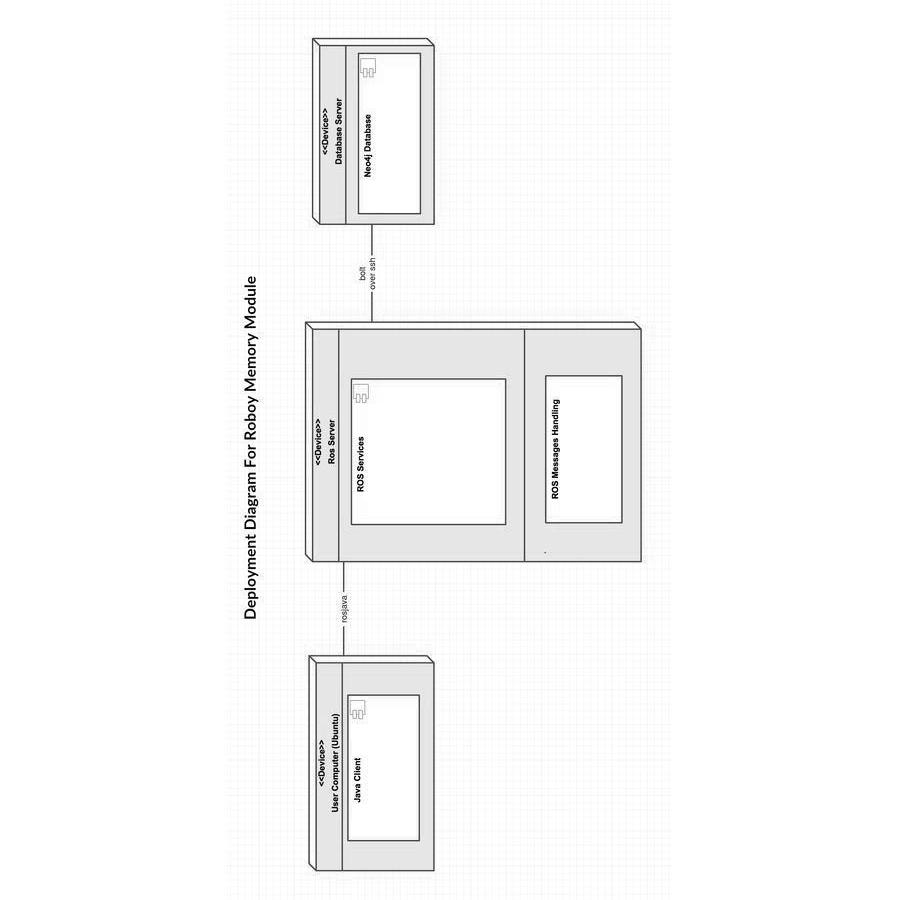 Deployment Diagram For Roboy Memory Module
<<Device>>
User Computer (Ubuntu)
Java Client
rosjava
<<Device>>
Ros Server
ROS Services
ROS Messages Handling
bolt
over ssh
<<Device>>
Database Server
Neo4j Database